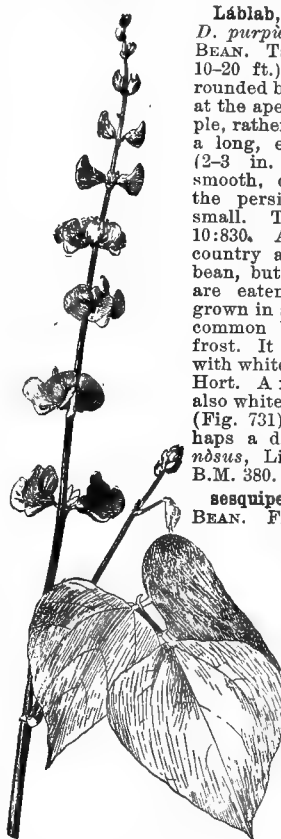 Láblab,
D. purpù
BEAN. T
10–20 ft.)
rounded b
at the ape
ple, rather
a long, e
(2–3 in.
smooth, 
the persi
small. T
10:830. A
country a
bean, but
are eaten
grown in
common
frost. It
with white
Hort. A
also white
(Fig. 731)
haps a d
nòsus, Li
B.M. 380.
sesquipe
BEAN. F